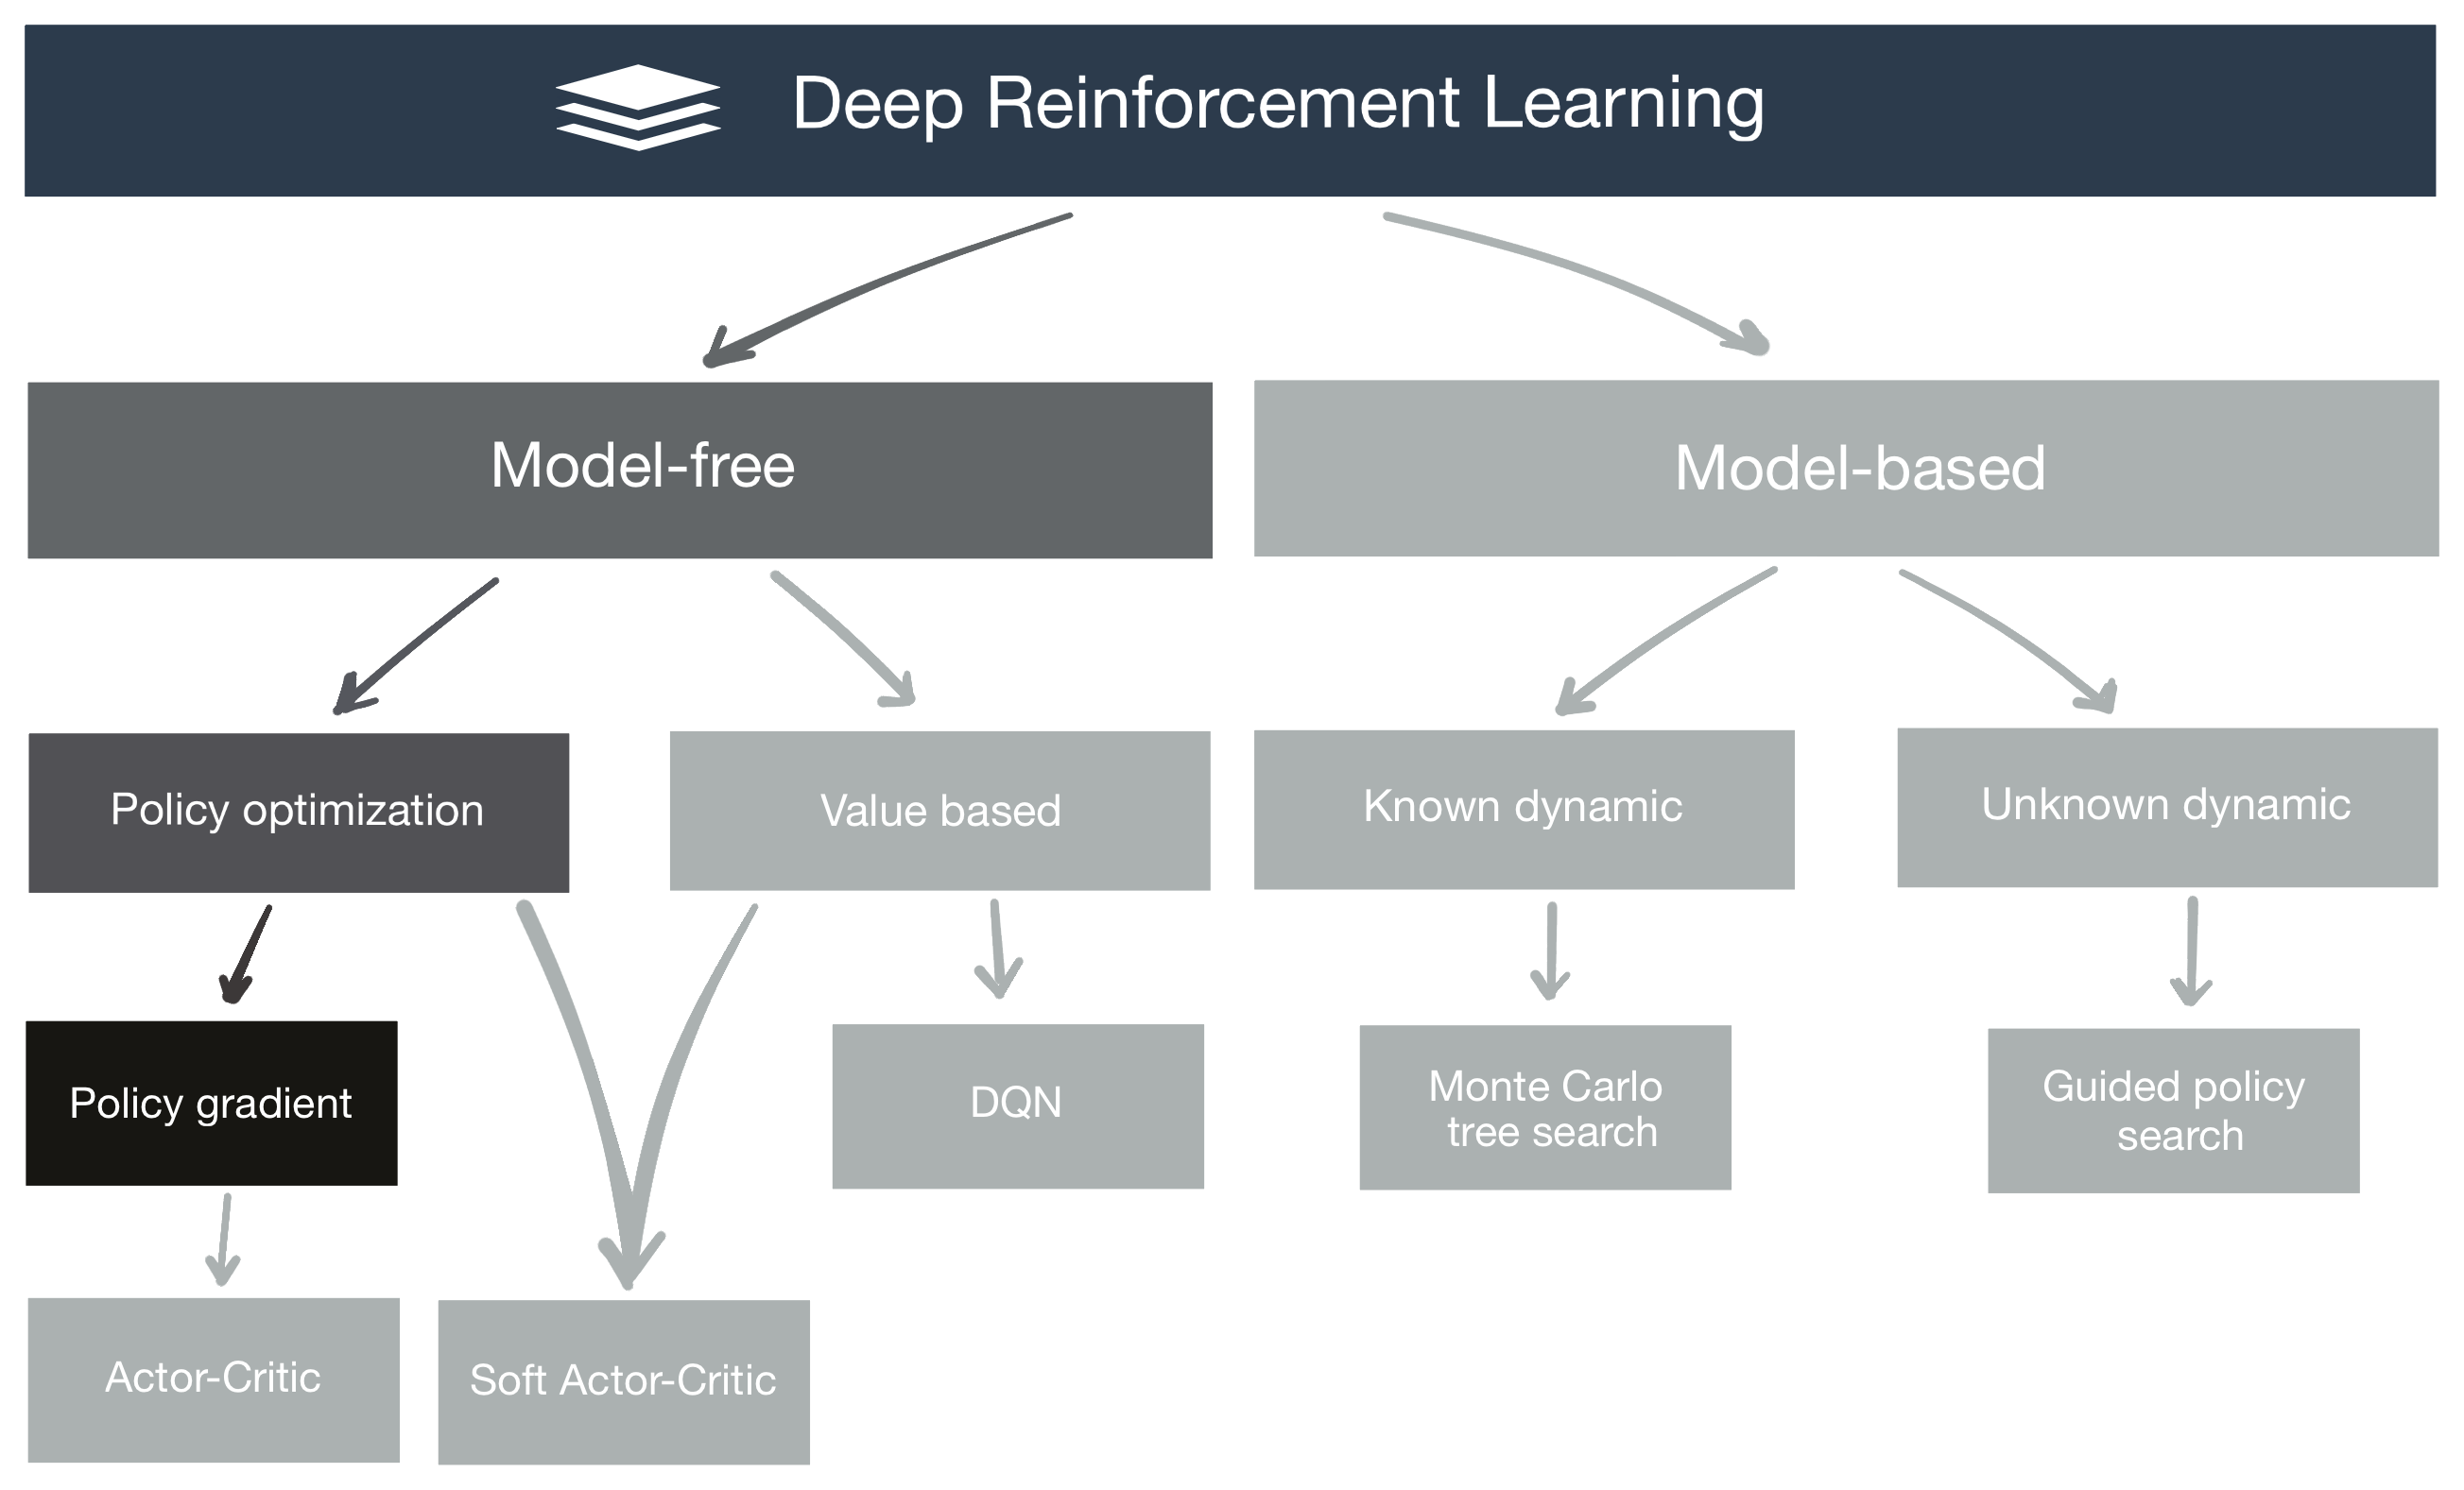 Deep Reinforcement Learning
Model-free
Model-based
Policy optimization
Value based
Known dynamic
Unknown dynamic
Policy gradient
DQN
Monte Carlo
tree search
Guided policy
search
Actor-Critic
Soft Actor-Critic